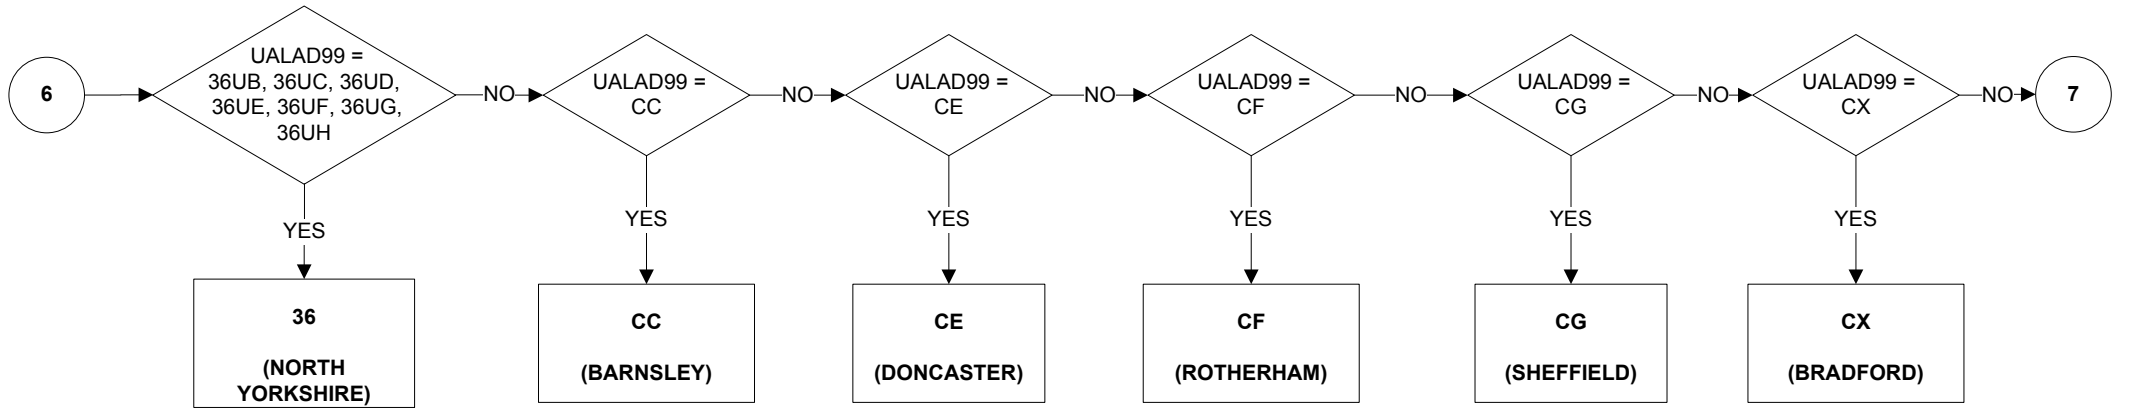 6
UALAD99 =
36UB, 36UC, 36UD,
36UE, 36UF, 36UG,
36UH
NO
UALAD99 =
CC
NO
UALAD99 =
CE
NO
UALAD99 =
CF
NO
UALAD99 =
CG
NO
UALAD99 =
CX
NO
7
YES
YES
YES
YES
YES
YES
36
(NORTH
YORKSHIRE)
CC
(BARNSLEY)
CE
(DONCASTER)
CF
(ROTHERHAM)
CG
(SHEFFIELD)
CX
(BRADFORD)